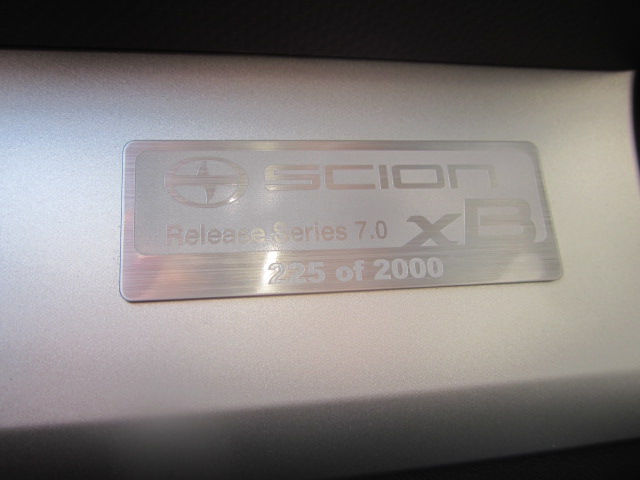 SCION
Release Series 7.0 xB
225 of 2000